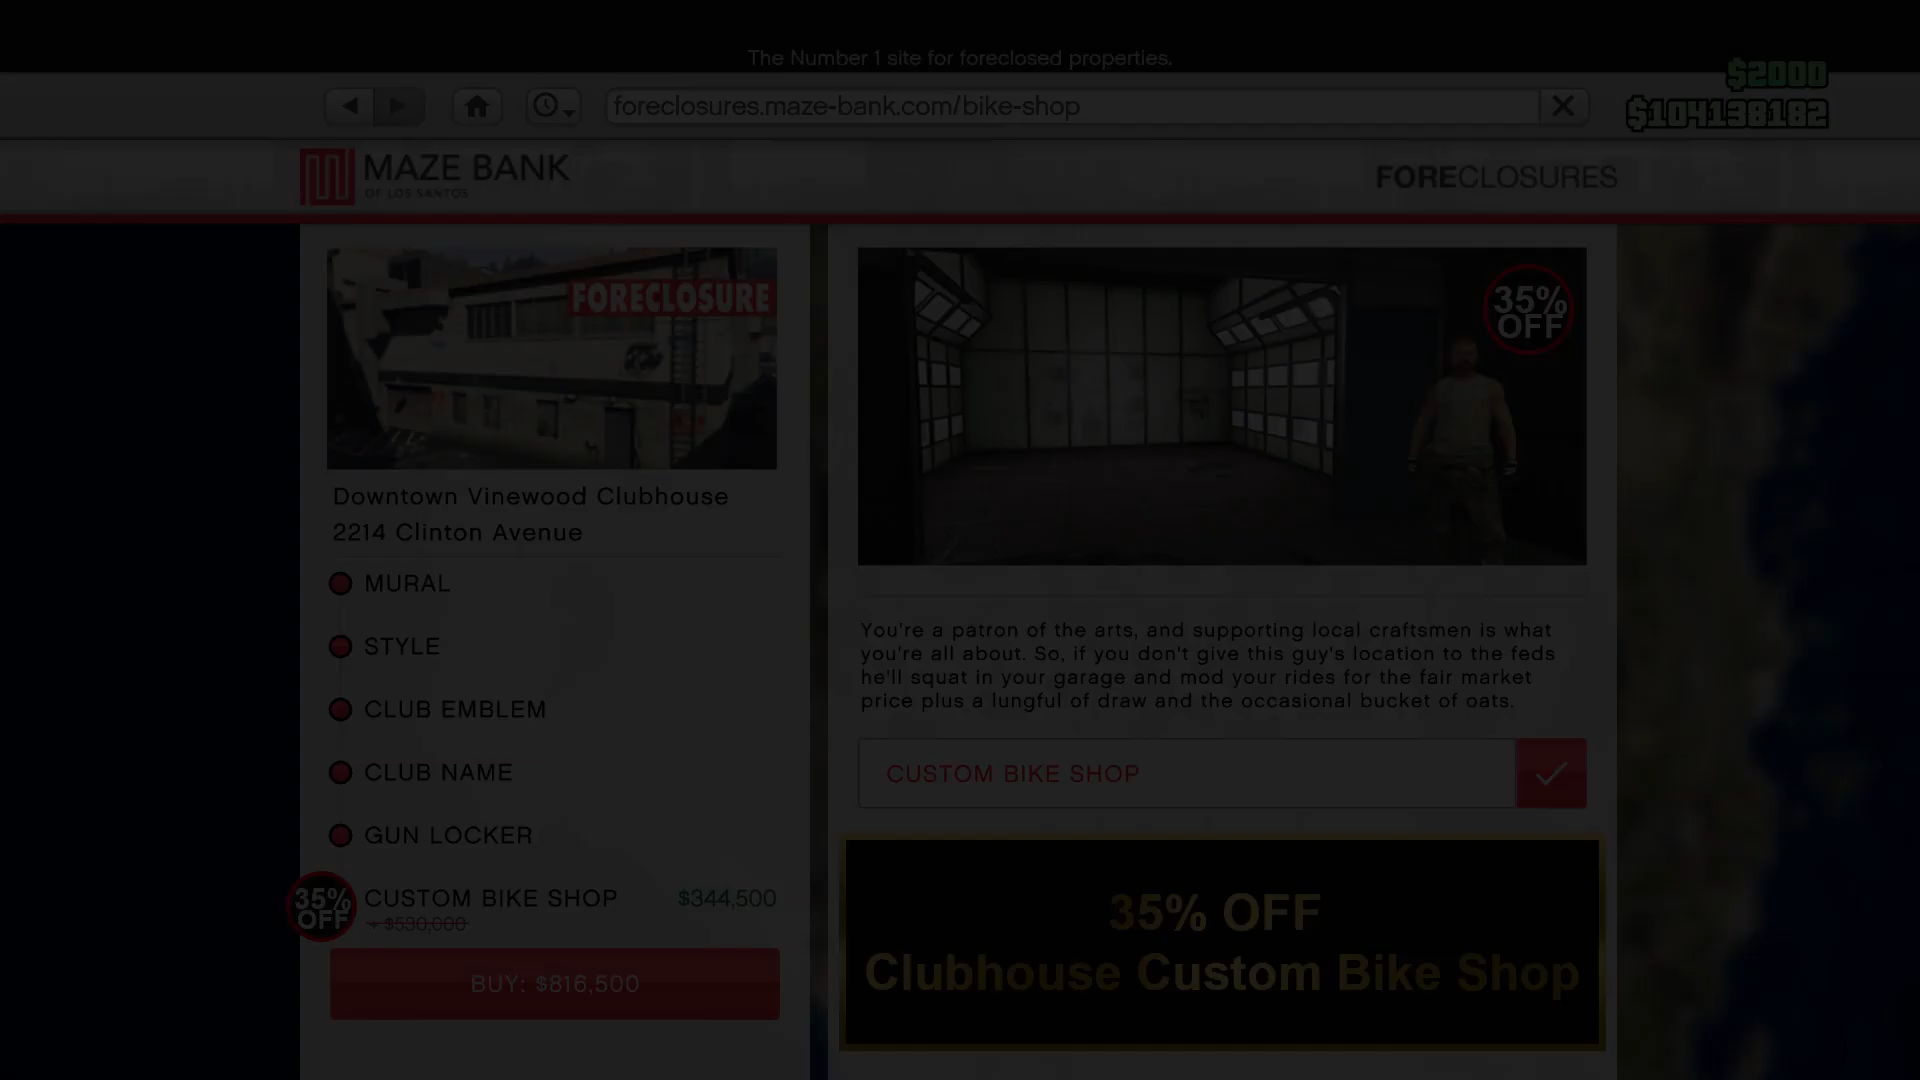 The Number 1 site for foreclosed properties.
$2000
foreclosures.maze-bank.com/bike-shop
$104138182
MAZE BANK
OF LOS SANTOS
FORECLOSURES
FORECLOSURE
35%
OFF
Downtown Vinewood Clubhouse
2214 Clinton Avenue
MURAL
STYLE
CLUB EMBLEM
CLUB NAME
GUN LOCKER
35%
OFF
CUSTOM BIKE SHOP $344,500
+ $530,000
BUY: $816,500
You're a patron of the arts, and supporting local craftsmen is what
you're all about. So, if you don't give this guy's location to the feds
he'll squat in your garage and mod your rides for the fair market
price plus a lungful of draw and the occasional bucket of oats.
CUSTOM BIKE SHOP
35% OFF
Clubhouse Custom Bike Shop